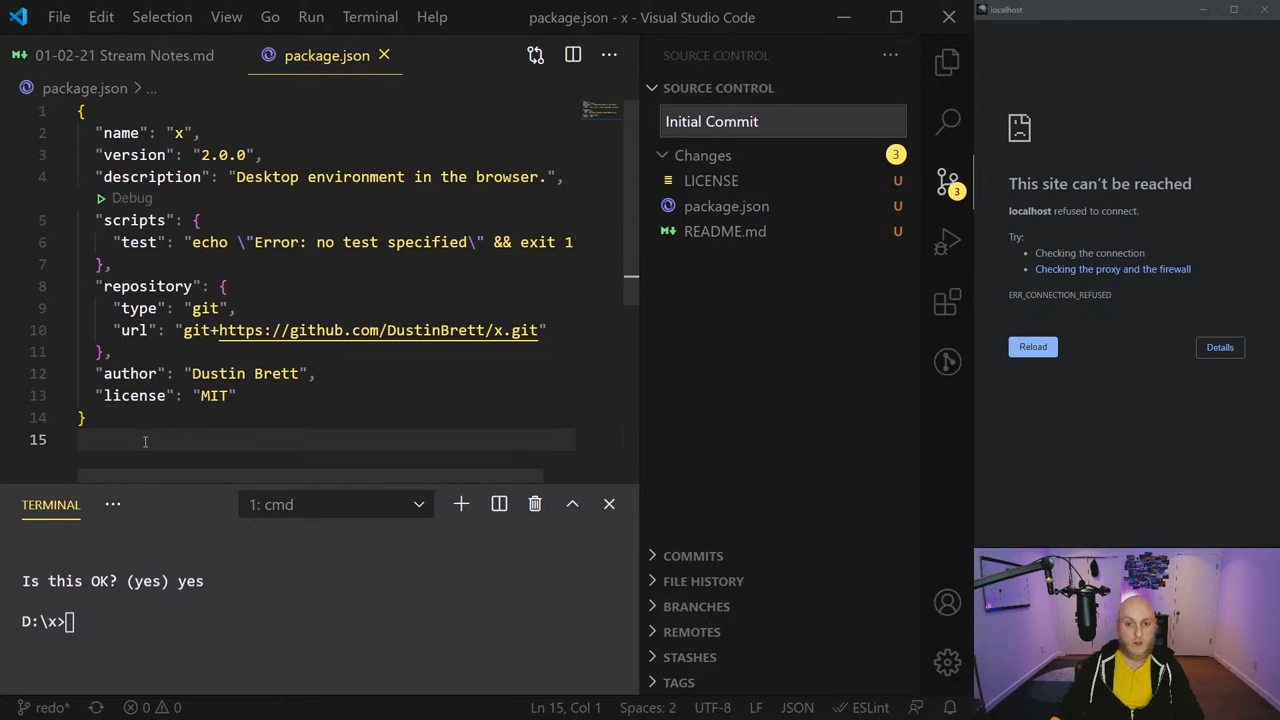 File Edit Selection View Go Run Terminal Help package.json - x - Visual Studio Code
01-02-21 Stream Notes.md package.json
package.json > ...
1 {
2 "name": "x",
3 "version": "2.0.0",
4 "description": "Desktop environment in the browser.",
Debug
5 "scripts": {
6 "test": "echo \"Error: no test specified\" && exit 1
7 },
8 "repository": {
9 "type": "git",
10 "url": "git+https://github.com/DustinBrett/x.git"
11 },
12 "author": "Dustin Brett",
13 "license": "MIT"
14 }
15
TERMINAL ... 1: cmd
Is this OK? (yes) yes
D:\x>
SOURCE CONTROL ...
SOURCE CONTROL
Initial Commit
Changes 3
LICENSE U
package.json U
README.md U
COMMITS
FILE HISTORY
BRANCHES
REMOTES
STASHES
TAGS
3
redo* 0 0 Ln 15, Col 1 Spaces: 2 UTF-8 LF JSON ESLint
localhost
This site can't be reached
localhost refused to connect.
Try:
• Checking the connection
• Checking the proxy and the firewall
ERR_CONNECTION_REFUSED
Reload Details